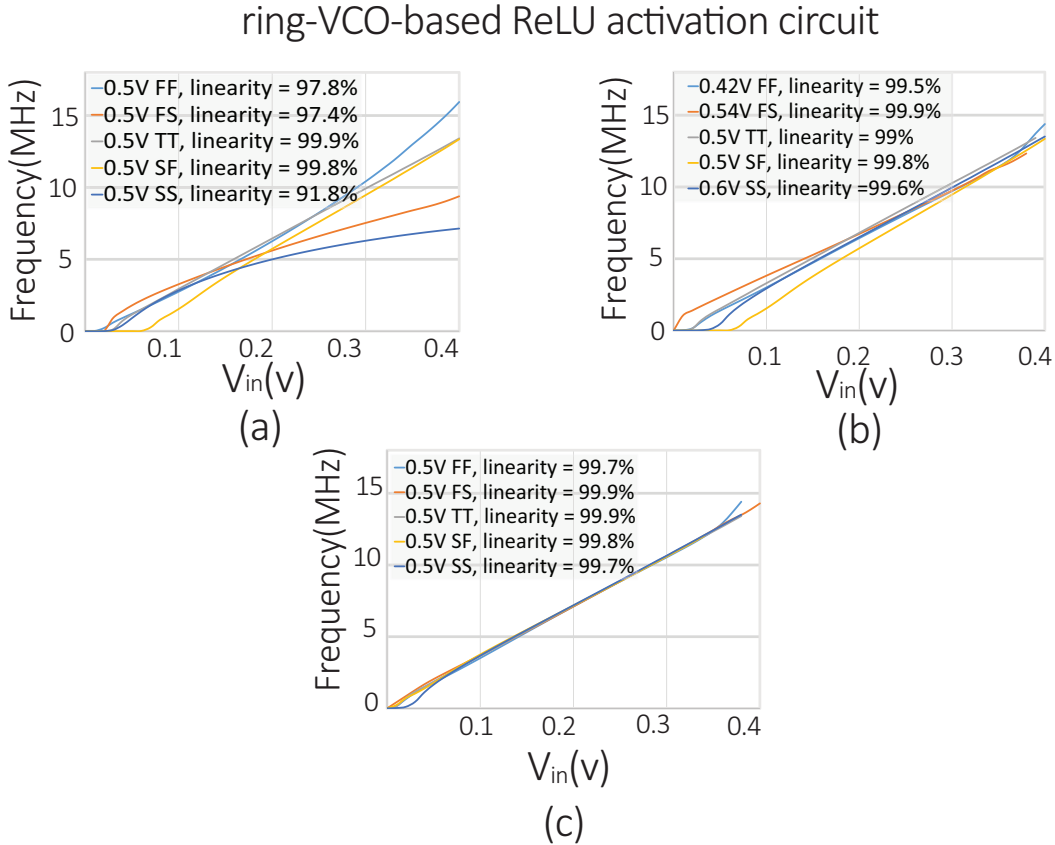 ring-VCO-based ReLU activation circuit
Frequency(MHz)
15
10
5
0
0.5V FF, linearity = 97.8%
0.5V FS, linearity = 97.4%
0.5V TT, linearity = 99.9%
0.5V SF, linearity = 99.8%
0.5V SS, linearity = 91.8%
0.1 0.2 0.3 0.4
Vin(v)
(a)
Frequency(MHz)
15
10
5
0
0.42V FF, linearity = 99.5%
0.54V FS, linearity = 99.9%
0.5V TT, linearity = 99%
0.5V SF, linearity = 99.8%
0.6V SS, linearity =99.6%
0.1 0.2 0.3 0.4
Vin(v)
(b)
Frequency(MHz)
15
10
5
0
0.5V FF, linearity = 99.7%
0.5V FS, linearity = 99.9%
0.5V TT, linearity = 99.9%
0.5V SF, linearity = 99.8%
0.5V SS, linearity = 99.7%
0.1 0.2 0.3 0.4
Vin(v)
(c)